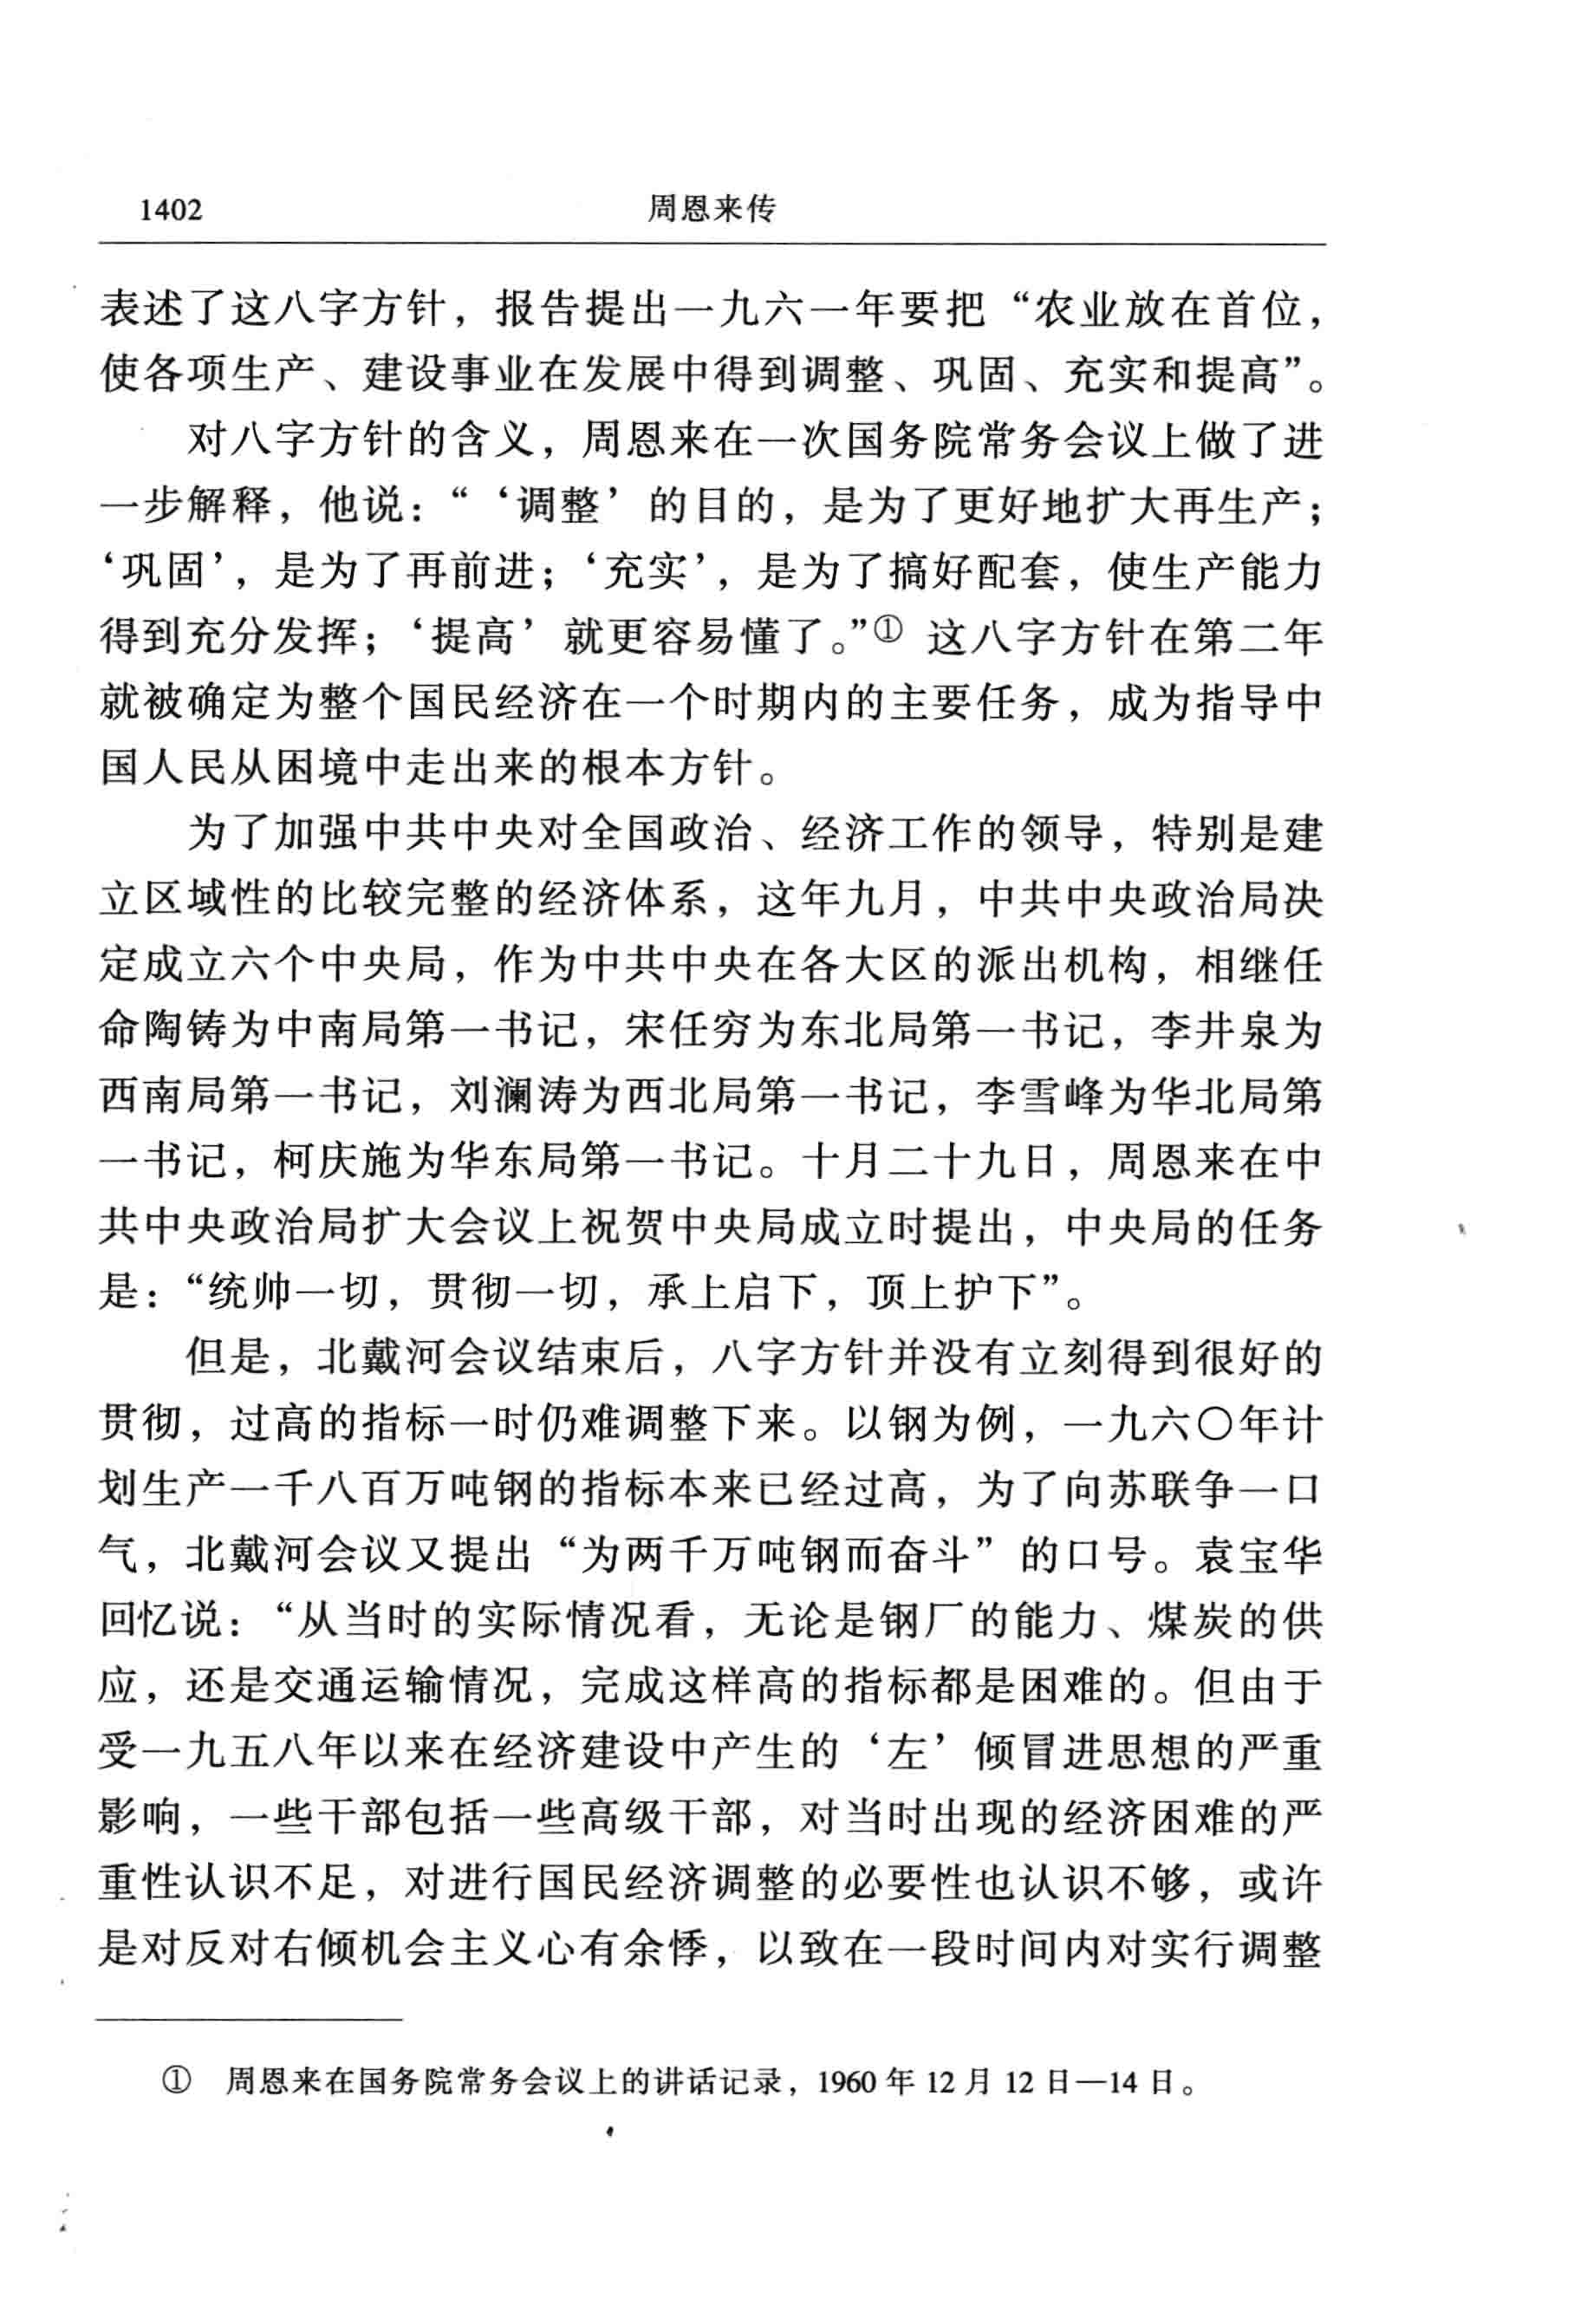 1402 周恩来传
表述了这八字方针，报告提出一九六一年要把“农业放在首位，
使各项生产、建设事业在发展中得到调整、巩固、充实和提高”。
对八字方针的含义，周恩来在一次国务院常务会议上做了进
一步解释，他说：“‘调整’的目的，是为了更好地扩大再生产；
‘巩固’，是为了再前进；‘充实’，是为了搞好配套，使生产能力
得到充分发挥；‘提高’就更容易懂了。”① 这八字方针在第二年
就被确定为整个国民经济在一个时期内的主要任务，成为指导中
国人民从困境中走出来的根本方针。
为了加强中共中央对全国政治、经济工作的领导，特别是建
立区域性的比较完整的经济体系，这年九月，中共中央政治局决
定成立六个中央局，作为中共中央在各大区的派出机构，相继任
命陶铸为中南局第一书记，宋任穷为东北局第一书记，李井泉为
西南局第一书记，刘澜涛为西北局第一书记，李雪峰为华北局第
一书记，柯庆施为华东局第一书记。十月二十九日，周恩来在中
共中央政治局扩大会议上祝贺中央局成立时提出，中央局的任务
是：“统帅一切，贯彻一切，承上启下，顶上护下”。
但是，北戴河会议结束后，八字方针并没有立刻得到很好的
贯彻，过高的指标一时仍难调整下来。以钢为例，一九六〇年计
划生产一千八百万吨钢的指标本来已经过高，为了向苏联争一口
气，北戴河会议又提出“为两千万吨钢而奋斗”的口号。袁宝华
回忆说：“从当时的实际情况看，无论是钢厂的能力、煤炭的供
应，还是交通运输情况，完成这样高的指标都是困难的。但由于
受一九五八年以来在经济建设中产生的‘左’倾冒进思想的严重
影响，一些干部包括一些高级干部，对当时出现的经济困难的严
重性认识不足，对进行国民经济调整的必要性也认识不够，或许
是对反对右倾机会主义心有余悸，以致在一段时间内对实行调整
① 周恩来在国务院常务会议上的讲话记录，1960 年 12 月 12 日—14 日。